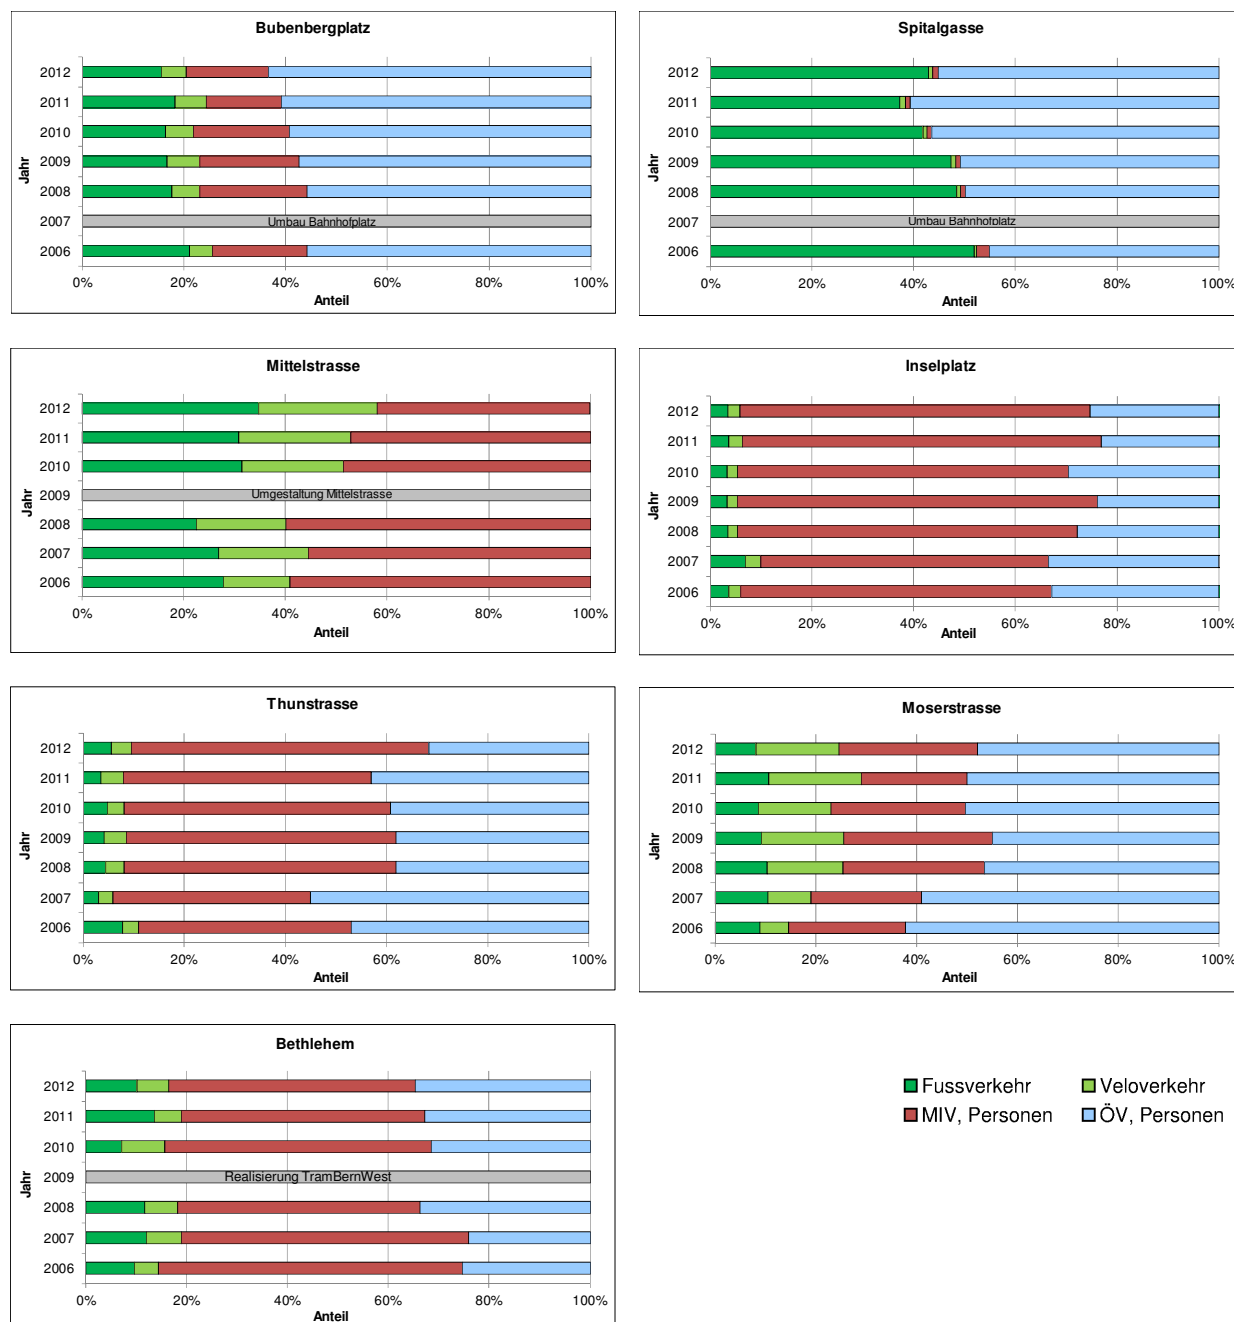 Bubenbergplatz
Jahr
2012
2011
2010
2009
2008
2007
Umbau Bahnhofplatz
2006
0% 20% 40% 60% 80% 100%
Anteil
Spitalgasse
Jahr
2012
2011
2010
2009
2008
2007
Umbau Bahnhofplatz
2006
0% 20% 40% 60% 80% 100%
Anteil
Mittelstrasse
Jahr
2012
2011
2010
2009
Umgestaltung Mittelstrasse
2008
2007
2006
0% 20% 40% 60% 80% 100%
Anteil
Inselplatz
Jahr
2012
2011
2010
2009
2008
2007
2006
0% 20% 40% 60% 80% 100%
Anteil
Thunstrasse
Jahr
2012
2011
2010
2009
2008
2007
2006
0% 20% 40% 60% 80% 100%
Anteil
Moserstrasse
Jahr
2012
2011
2010
2009
2008
2007
2006
0% 20% 40% 60% 80% 100%
Anteil
Bethlehem
Jahr
2012
2011
2010
2009
Realisierung TramBernWest
2008
2007
2006
0% 20% 40% 60% 80% 100%
Anteil
Fussverkehr Veloverkehr
MIV, Personen ÖV, Personen